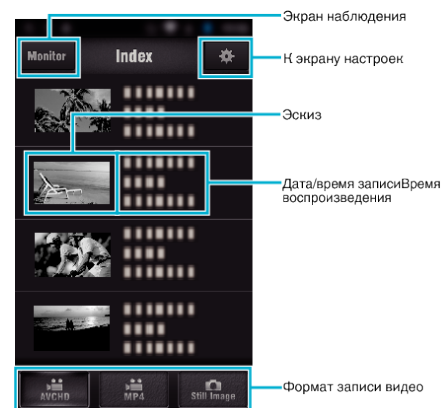 Экран наблюдения
Monitor
Index
К экрану настроек
Эскиз
Дата/время записиВремя
воспроизведения
AVCHD
MP4
Still Image
Формат записи видео